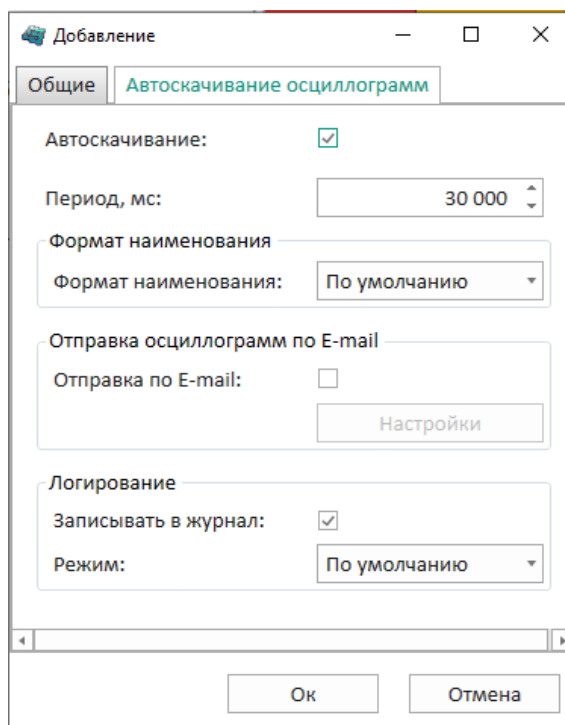 Добавление
Общие Автоскачивание осциллограмм
Автоскачивание:
Период, мс: 30 000
Формат наименования
Формат наименования: По умолчанию
Отправка осциллограмм по E-mail
Отправка по E-mail:
Настройки
Логирование
Записывать в журнал:
Режим: По умолчанию
Ок Отмена